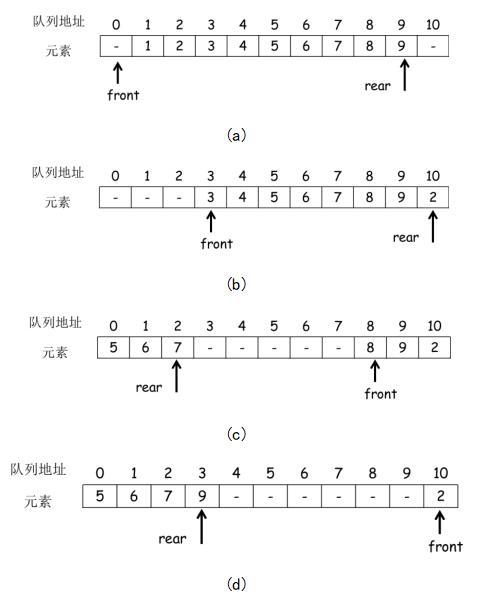 队列地址 0 1 2 3 4 5 6 7 8 9 10
元素 - 1 2 3 4 5 6 7 8 9 -
front rear
(a)
队列地址 0 1 2 3 4 5 6 7 8 9 10
元素 - - - 3 4 5 6 7 8 9 2
front rear
(b)
队列地址 0 1 2 3 4 5 6 7 8 9 10
元素 5 6 7 - - - - - 8 9 2
rear front
(c)
队列地址 0 1 2 3 4 5 6 7 8 9 10
元素 5 6 7 9 - - - - - - 2
rear front
(d)